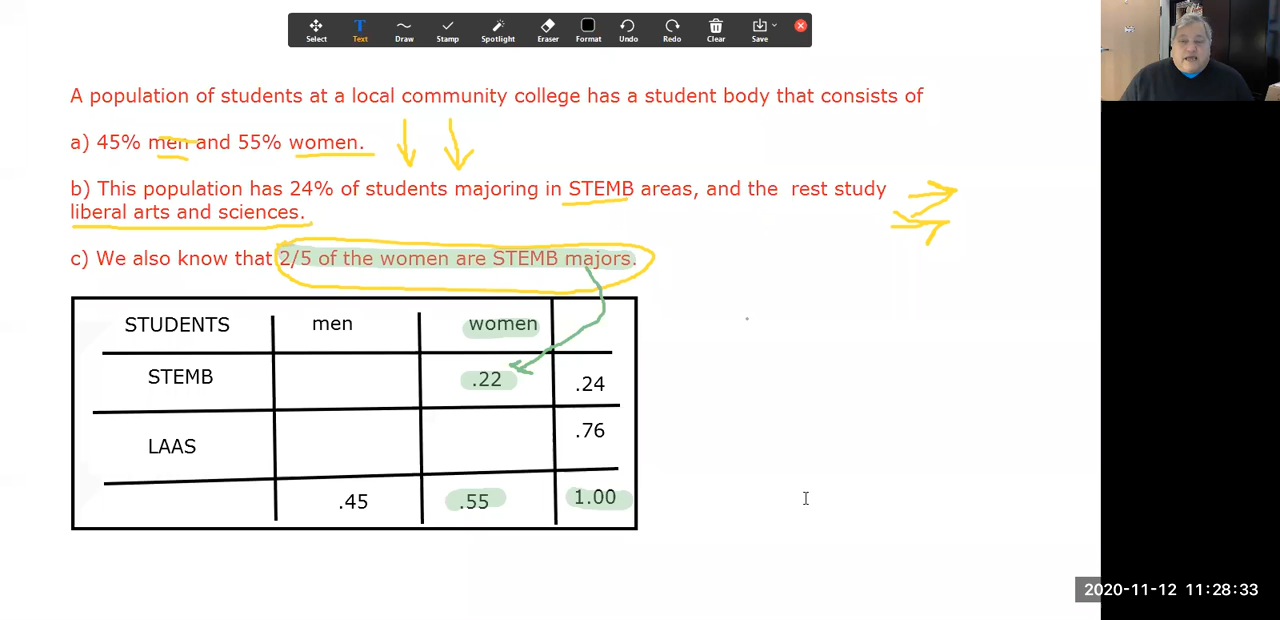 Select Text Draw Stamp Spotlight Eraser Format Undo Redo Clear Save
A population of students at a local community college has a student body that consists of
a) 45% men and 55% women.
b) This population has 24% of students majoring in STEMB areas, and the rest study
liberal arts and sciences.
c) We also know that 2/5 of the women are STEMB majors.
STUDENTS men women
STEMB .22 .24
LAAS .76
.45 .55 1.00
2020-11-12 11:28:33